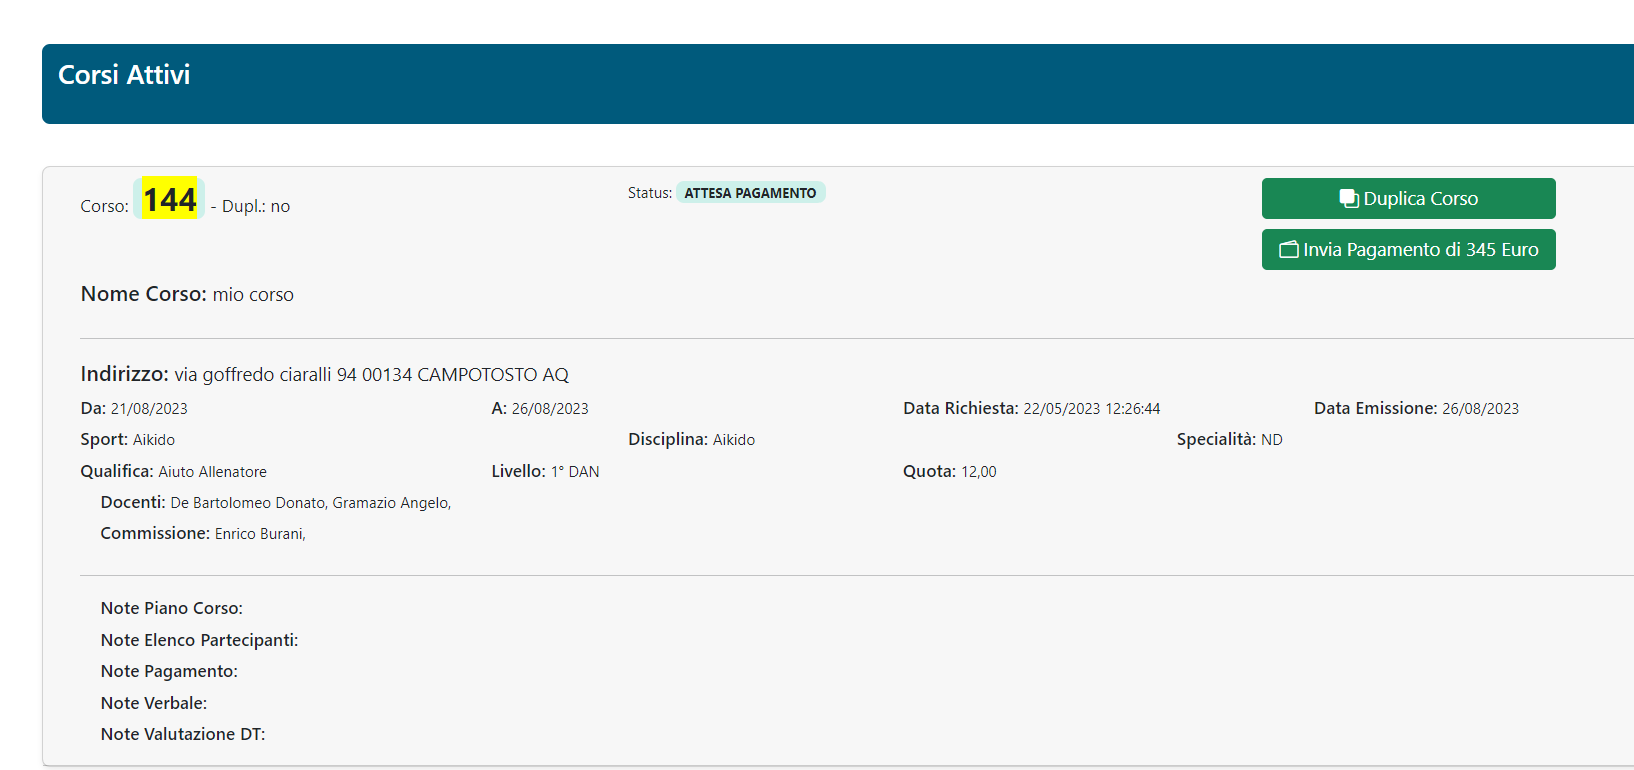 Corsi Attivi
Corso: 144 - Dupl.: no
Status: ATTESA PAGAMENTO
Duplica Corso
Invia Pagamento di 345 Euro
Nome Corso: mio corso
Indirizzo: via goffredo ciaralli 94 00134 CAMPOTOSTO AQ
Da: 21/08/2023 A: 26/08/2023 Data Richiesta: 22/05/2023 12:26:44 Data Emissione: 26/08/2023
Sport: Aikido Disciplina: Aikido Specialità: ND
Qualifica: Aiuto Allenatore Livello: 1° DAN Quota: 12,00
Docenti: De Bartolomeo Donato, Gramazio Angelo,
Commissione: Enrico Burani,
Note Piano Corso:
Note Elenco Partecipanti:
Note Pagamento:
Note Verbale:
Note Valutazione DT: